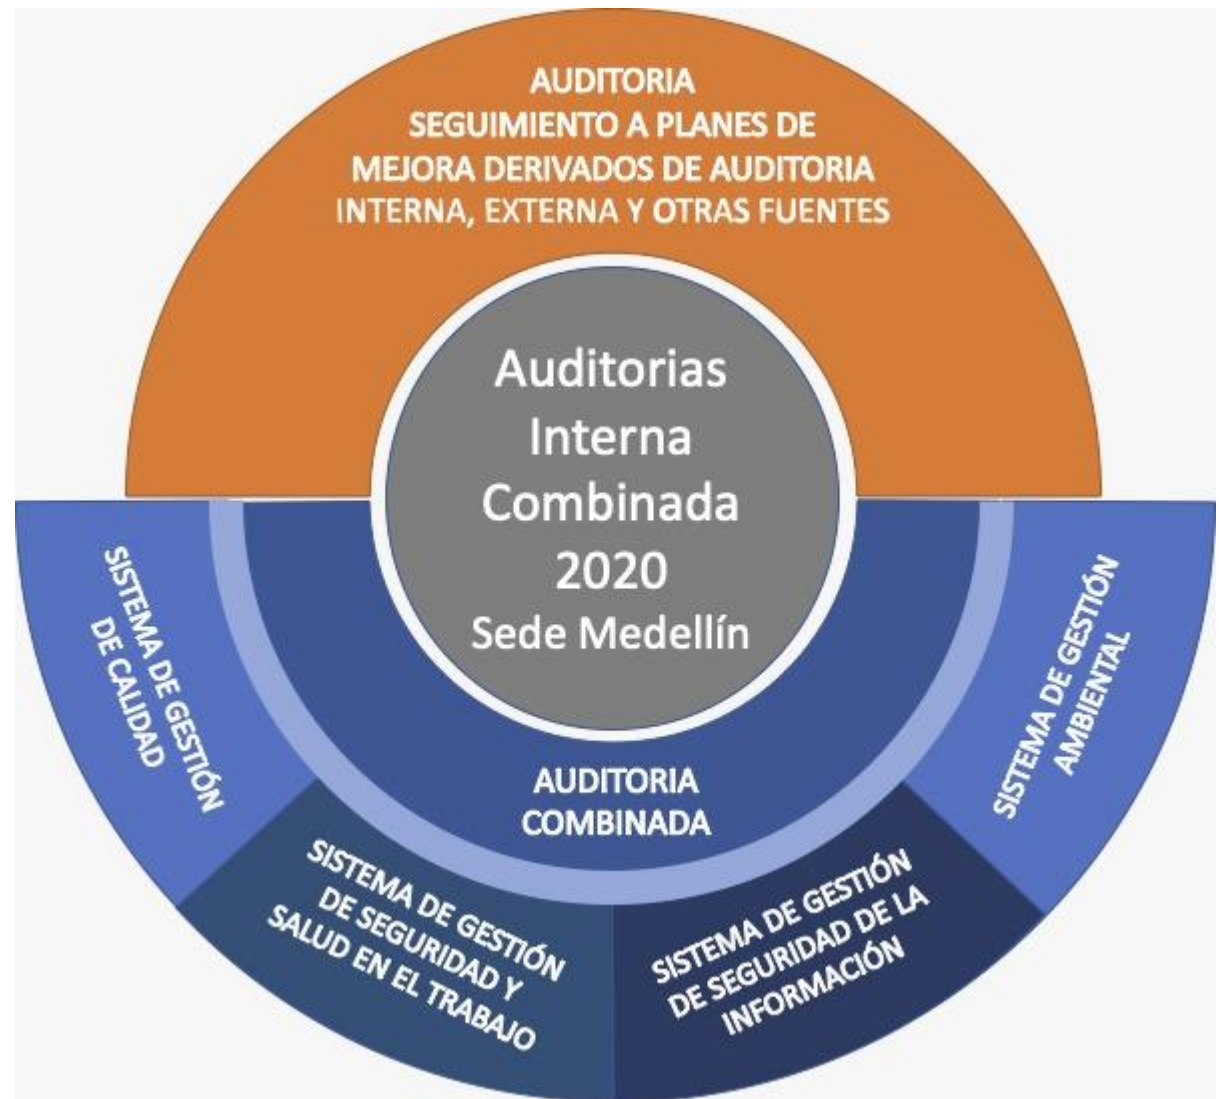 AUDITORIA
SEGUIMIENTO A PLANES DE
MEJORA DERIVADOS DE AUDITORIA
INTERNA, EXTERNA Y OTRAS FUENTES
Auditorias
Interna
Combinada
2020
Sede Medellín
AUDITORIA
COMBINADA
SISTEMA DE GESTIÓN
DE CALIDAD
SISTEMA DE GESTIÓN
DE SEGURIDAD Y
SALUD EN EL TRABAJO
SISTEMA DE GESTIÓN
DE SEGURIDAD DE LA
INFORMACIÓN
SISTEMA DE GESTIÓN
AMBIENTAL